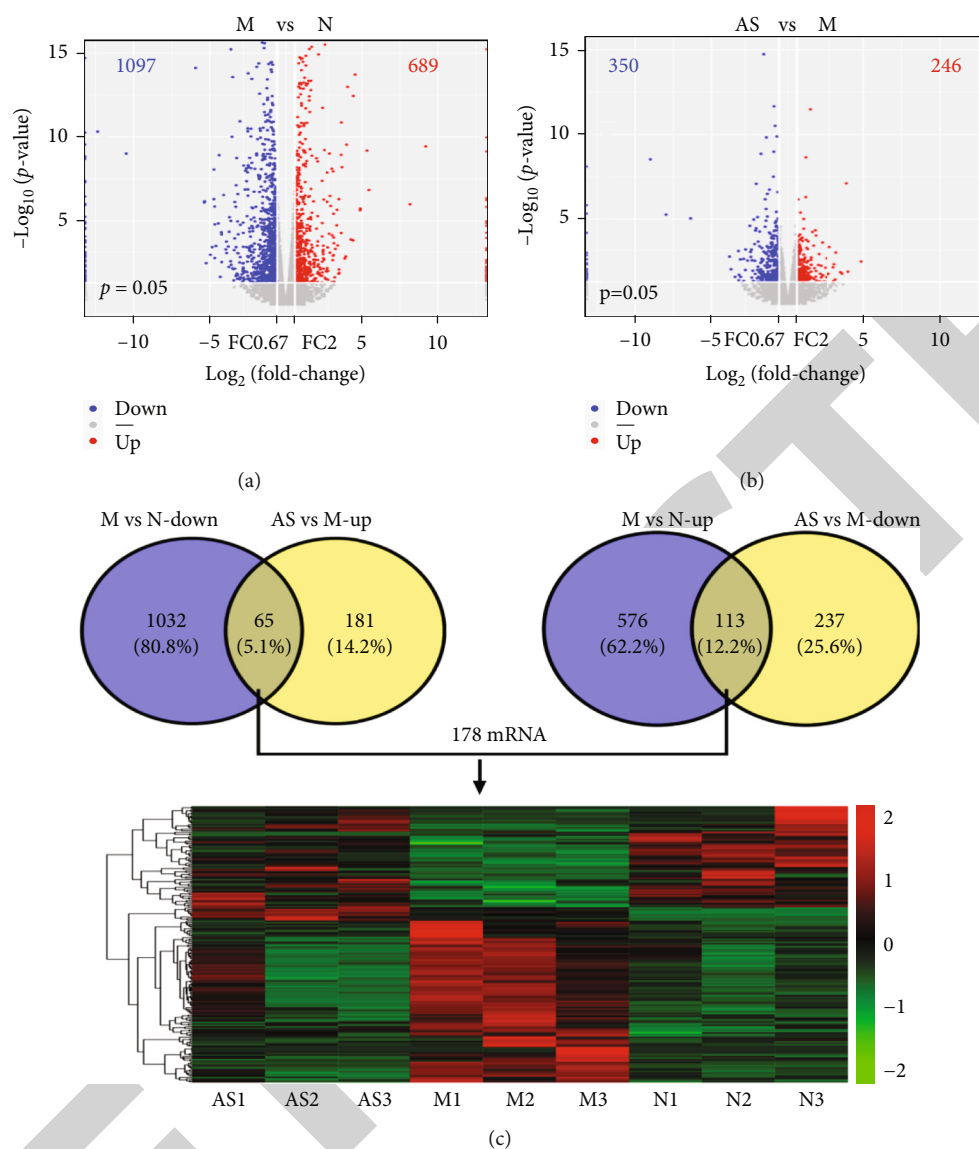 M vs N
1097
689
15
10
5
−Log₁₀ (p-value)
p = 0.05
−10 −5 FC0.67 FC2 5 10
Log₂ (fold-change)
Down
—
Up
(a)
AS vs M
350
246
15
10
5
−Log₁₀ (p-value)
p=0.05
−10 −5 FC0.67 FC2 5 10
Log₂ (fold-change)
Down
—
Up
(b)
M vs N-down
AS vs M-up
1032
(80.8%)
65
(5.1%)
181
(14.2%)
M vs N-up
AS vs M-down
576
(62.2%)
113
(12.2%)
237
(25.6%)
178 mRNA
2
1
0
−1
−2
AS1 AS2 AS3 M1 M2 M3 N1 N2 N3
(c)